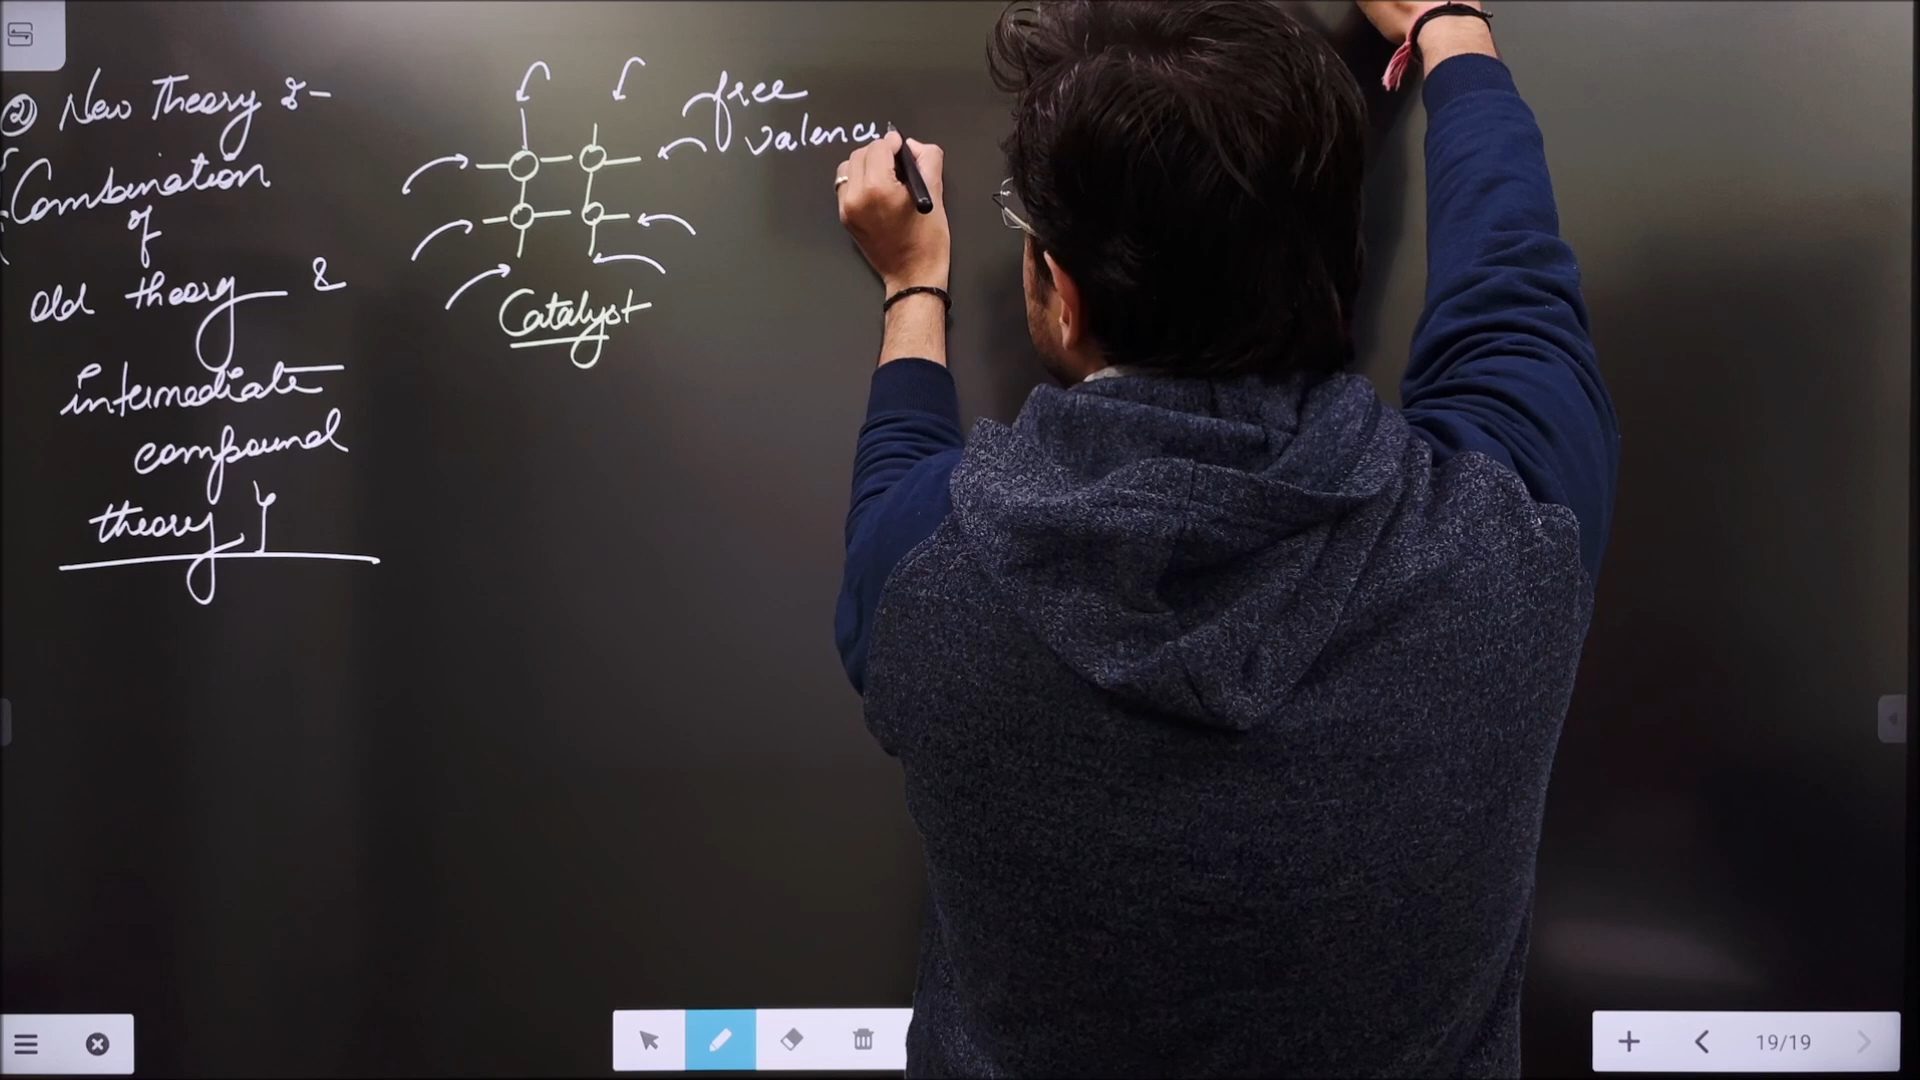 ② New Theory :-
{Combination
of
old theory &
intermediate
compound
theory }
free
valence
Catalyst
19/19